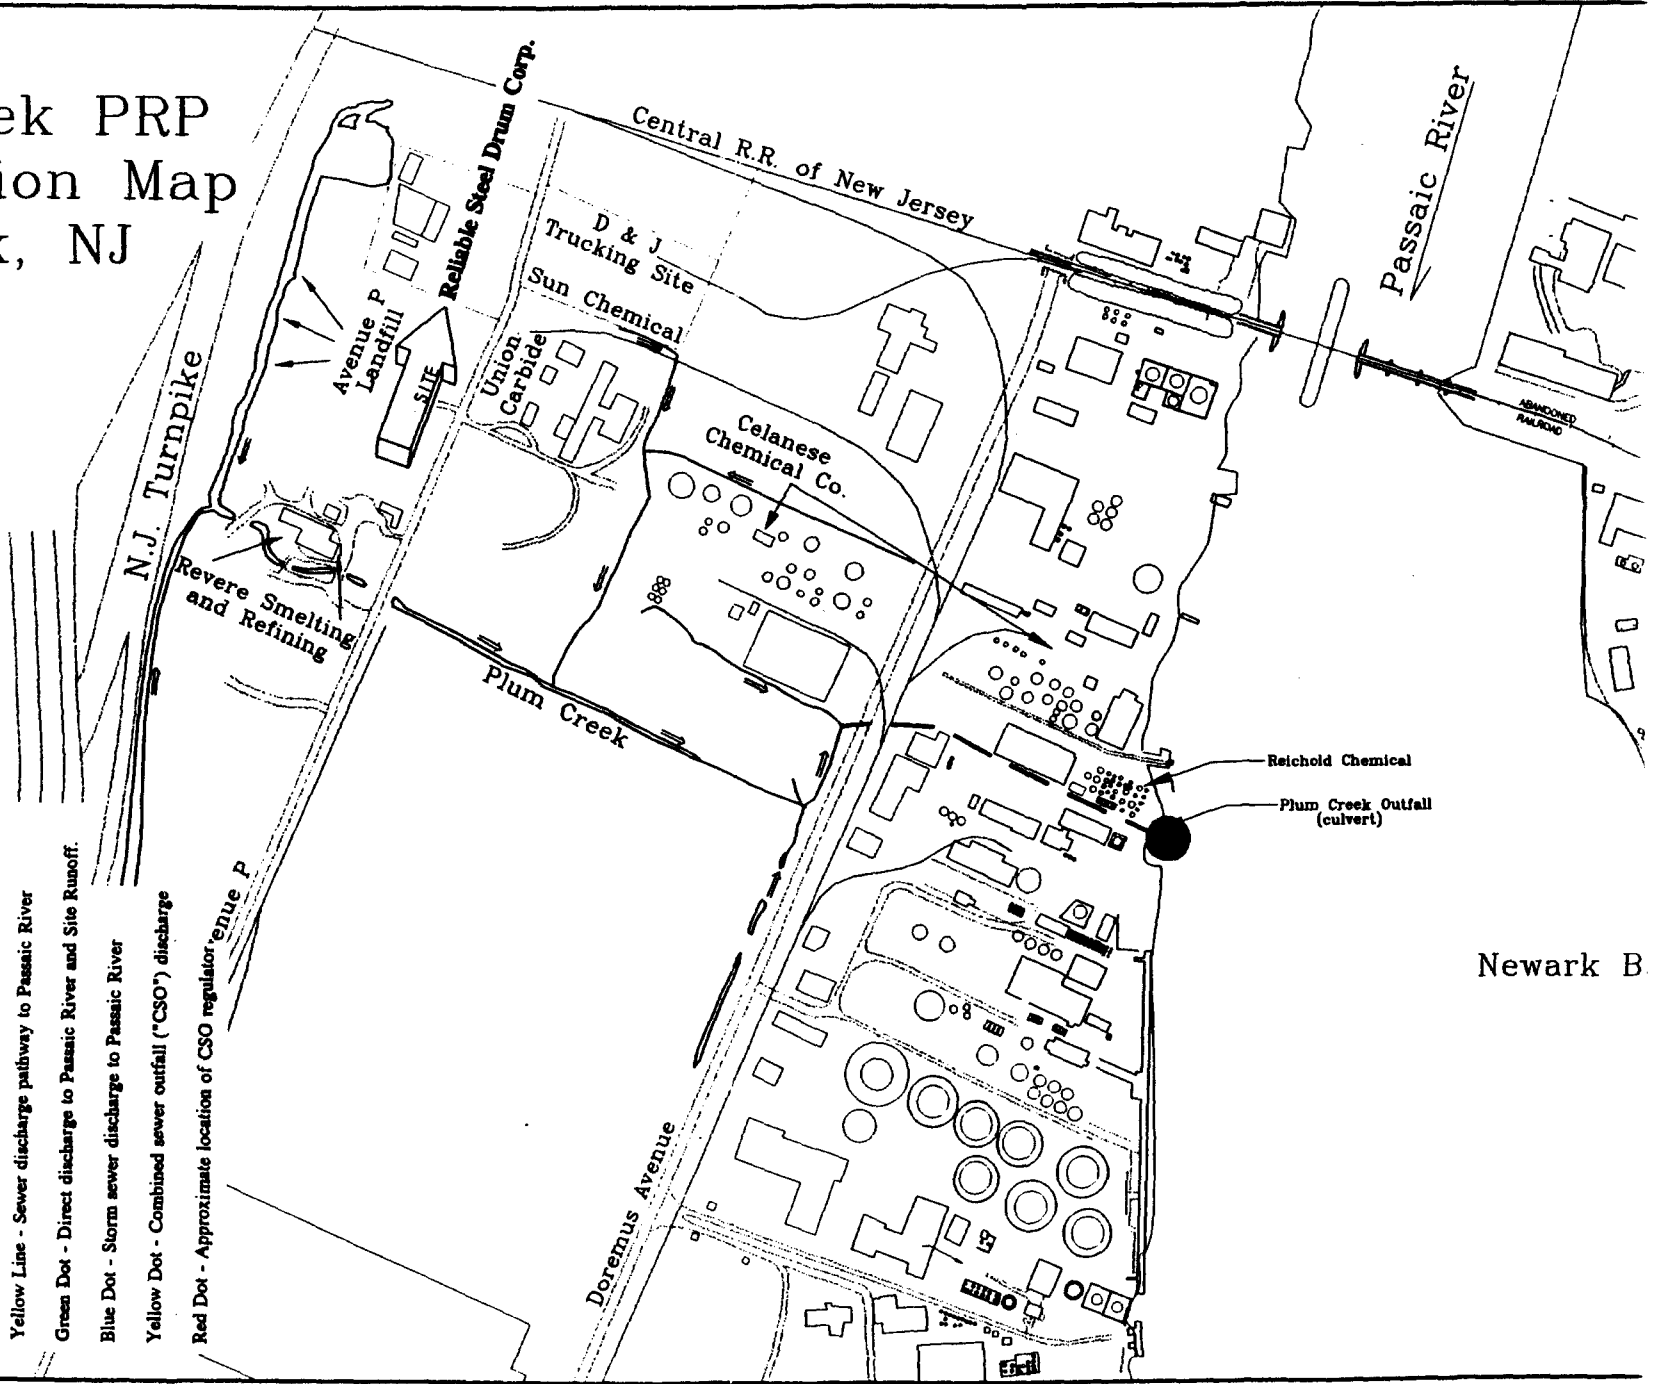 ek PRP
ion Map
k, NJ
Central R.R. of New Jersey
Passaic River
Reliable Steel Drum Corp.
D & J
Trucking Site
Sun Chemical
Avenue P
Landfill
SITE
Union
Carbide
N.J. Turnpike
Celanese
Chemical Co.
ABANDONED
RAILROAD
Revere Smelting
and Refining
Plum Creek
Reichold Chemical
Plum Creek Outfall
(culvert)
enue P
Newark B
Doremus Avenue
Yellow Line - Sewer discharge pathway to Passaic River
Green Dot - Direct discharge to Passaic River and Site Runoff.
Blue Dot - Storm sewer discharge to Passaic River
Yellow Dot - Combined sewer outfall ("CSO") discharge
Red Dot - Approximate location of CSO regulator.